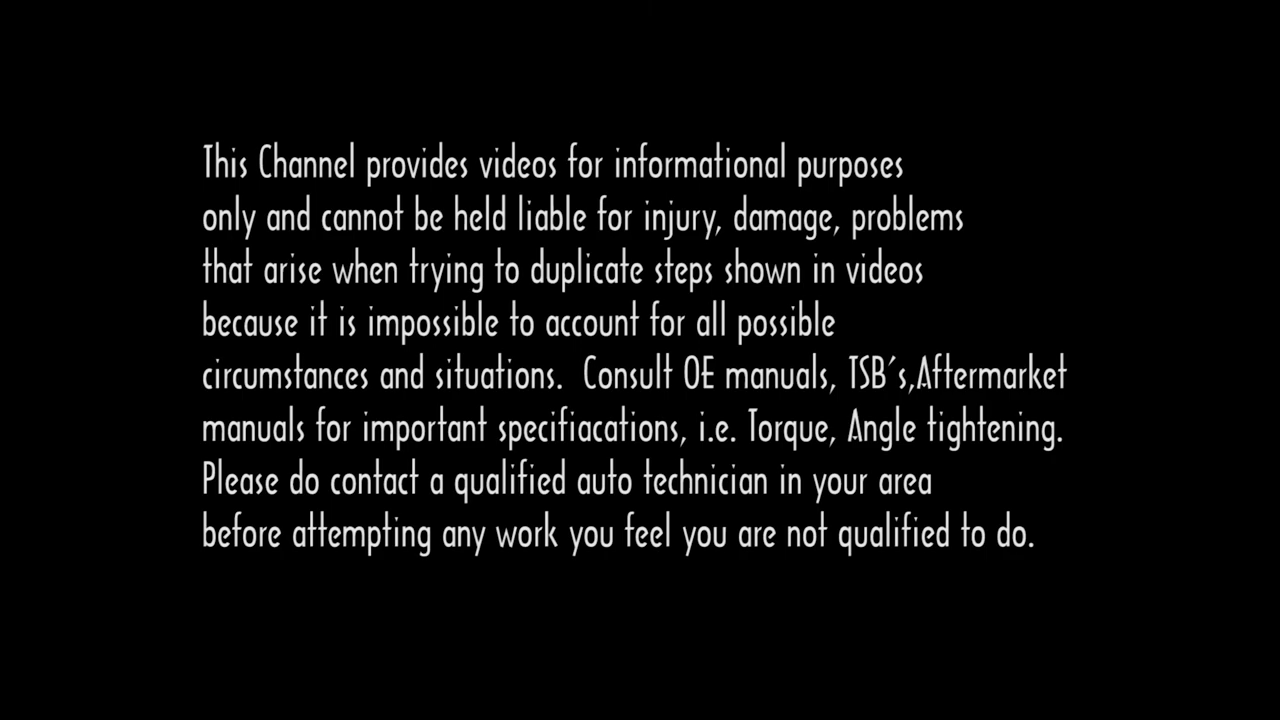 This Channel provides videos for informational purposes
only and cannot be held liable for injury, damage, problems
that arise when trying to duplicate steps shown in videos
because it is impossible to account for all possible
circumstances and situations.  Consult OE manuals, TSB's,Aftermarket
manuals for important specifiacations, i.e. Torque, Angle tightening.
Please do contact a qualified auto technician in your area
before attempting any work you feel you are not qualified to do.